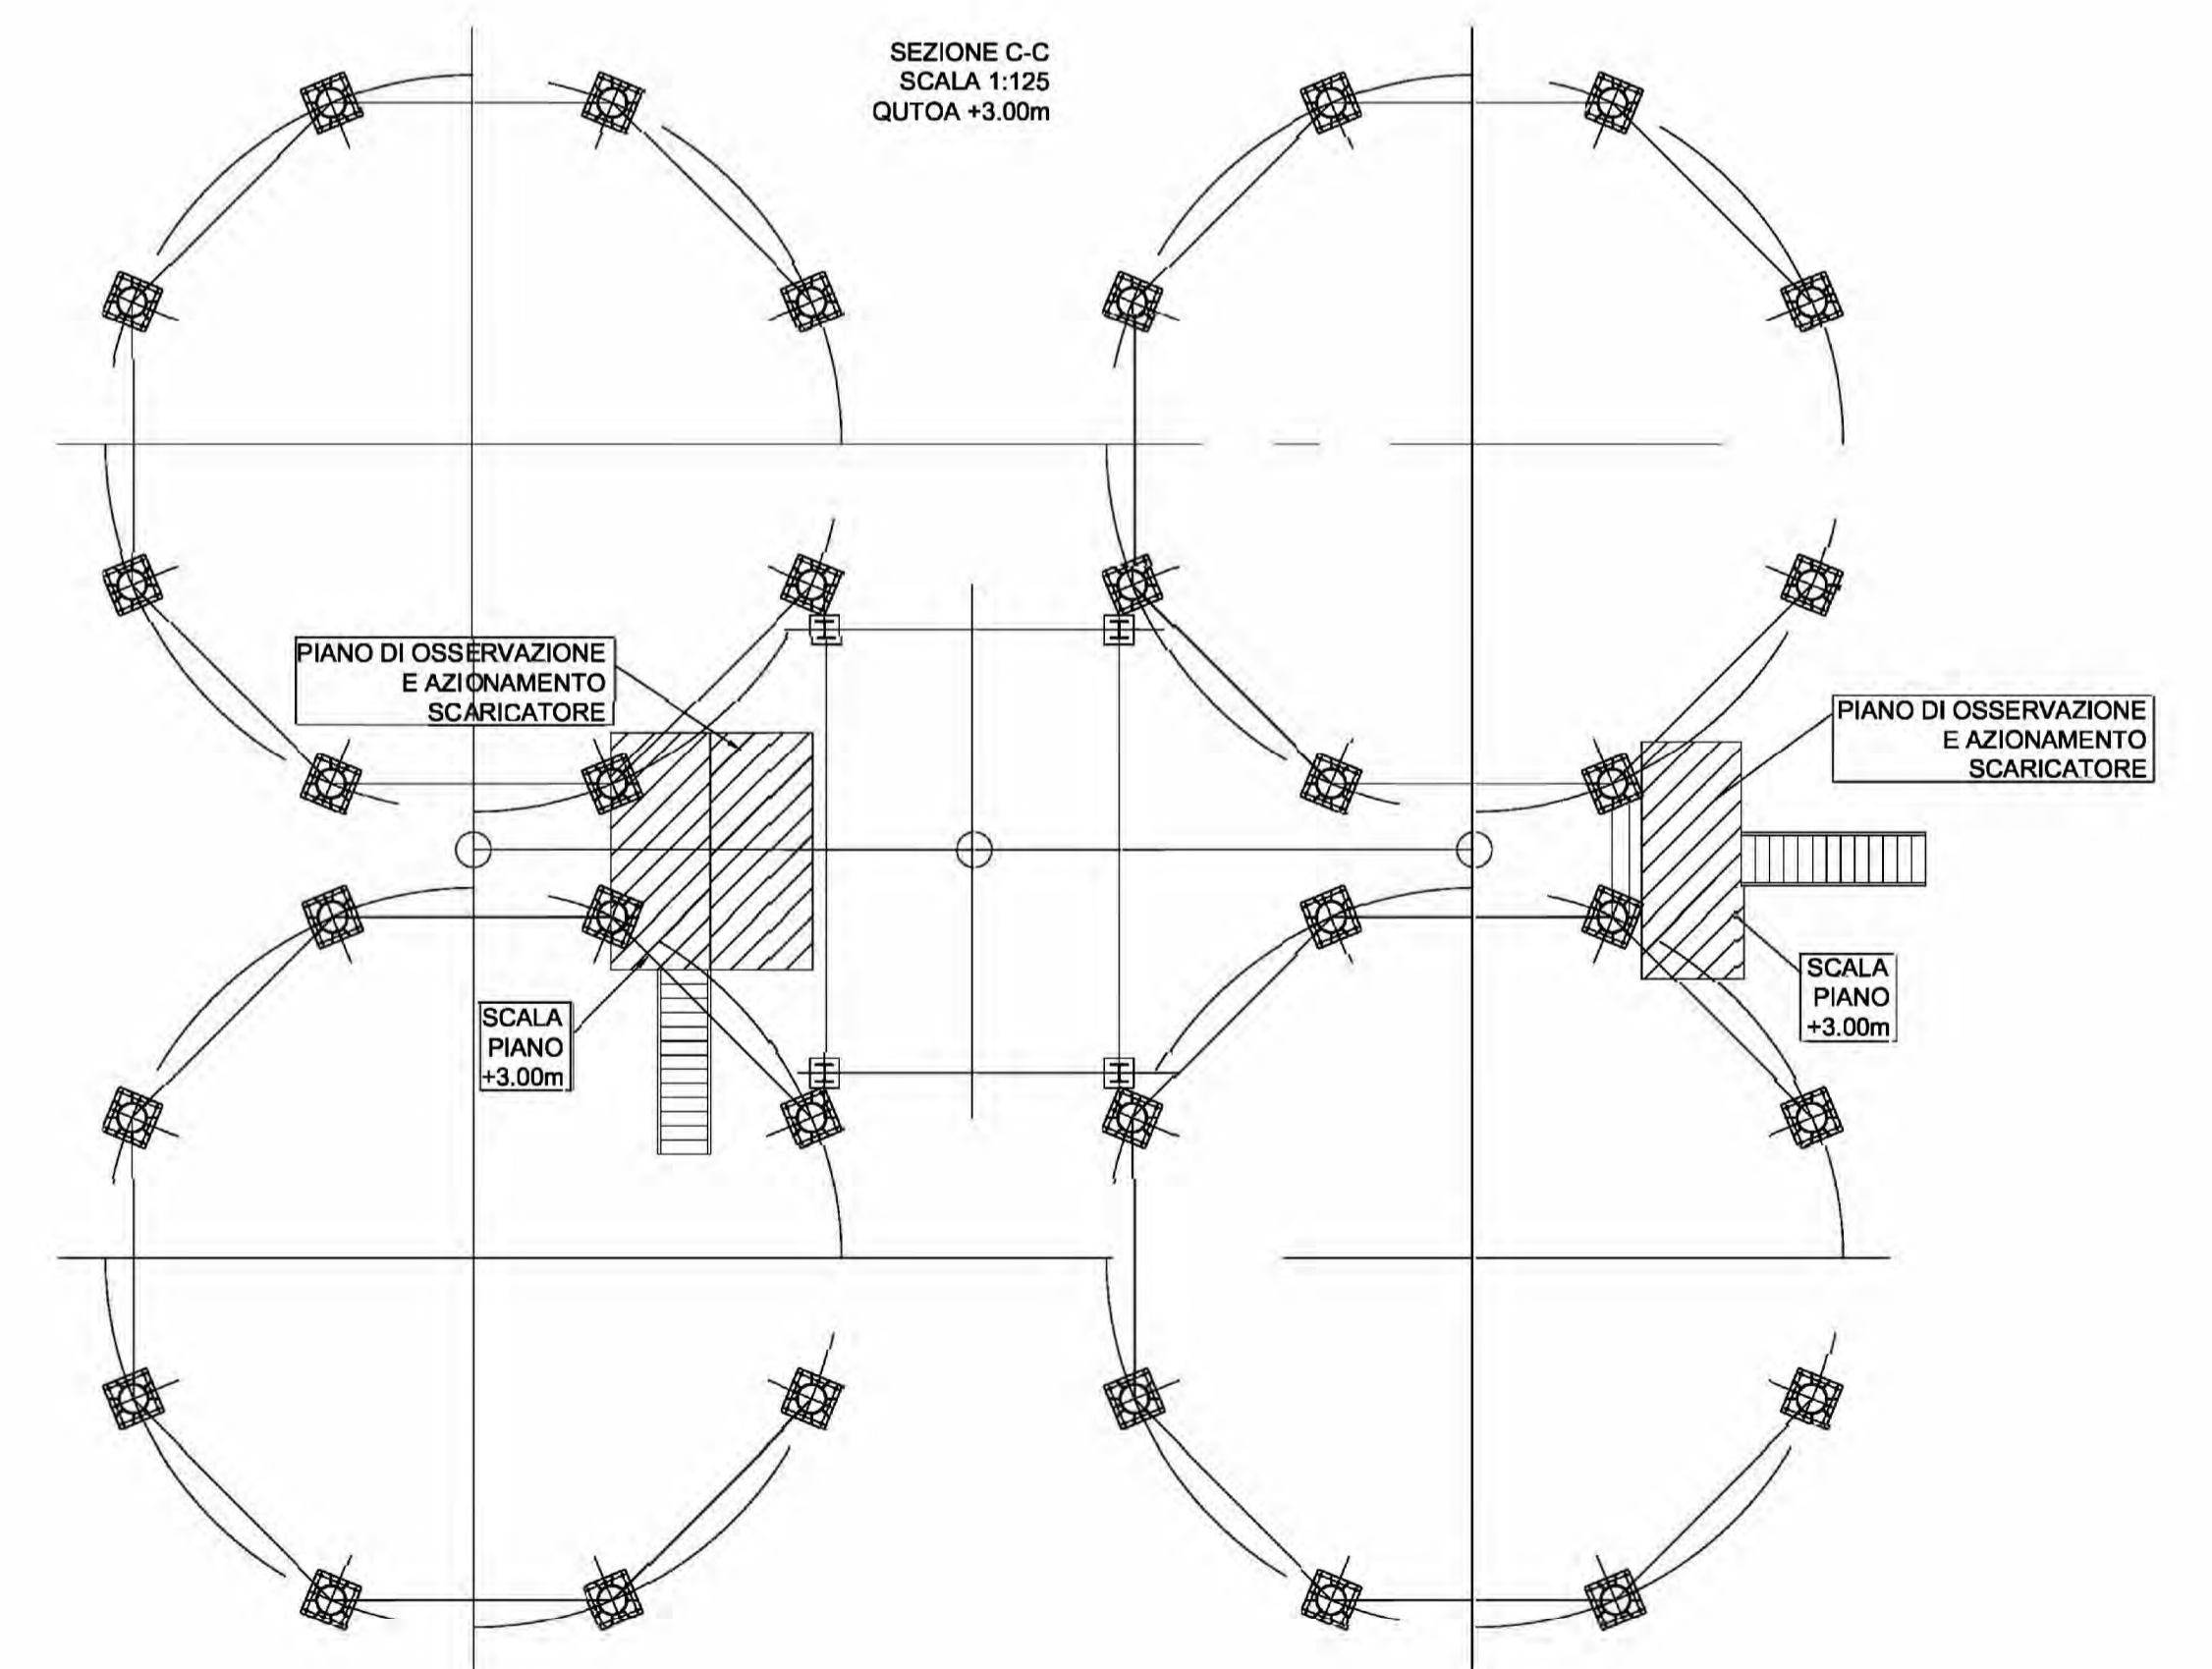 SEZIONE C-C
SCALA 1:125
QUTOA +3.00m
PIANO DI OSSERVAZIONE
E AZIONAMENTO
SCARICATORE
PIANO DI OSSERVAZIONE
E AZIONAMENTO
SCARICATORE
SCALA
PIANO
+3.00m
SCALA
PIANO
+3.00m